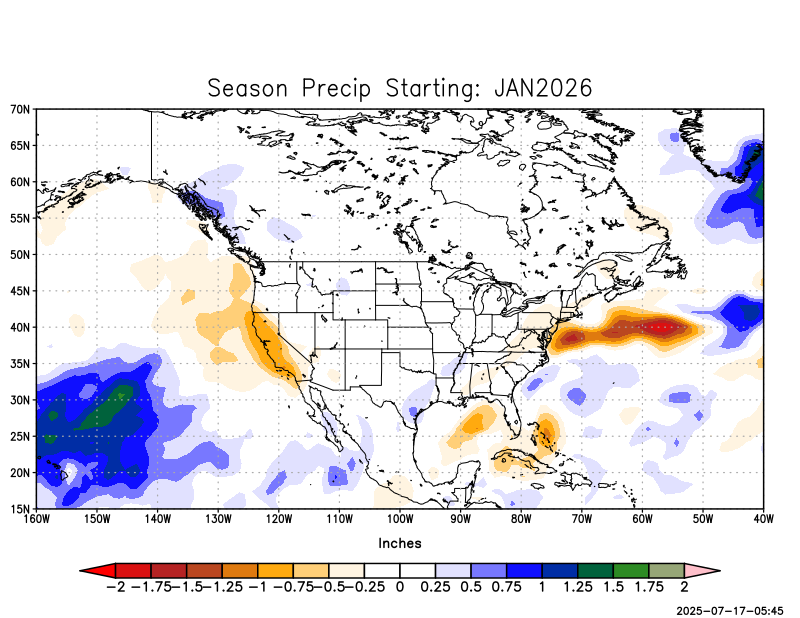 Season Precip Starting: JAN2026
70N
65N
60N
55N
50N
45N
40N
35N
30N
25N
20N
15N
160W 150W 140W 130W 120W 110W 100W 90W 80W 70W 60W 50W 40W
Inches
-2 -1.75 -1.5 -1.25 -1 -0.75 -0.5 -0.25 0 0.25 0.5 0.75 1 1.25 1.5 1.75 2
2025-07-17-05:45